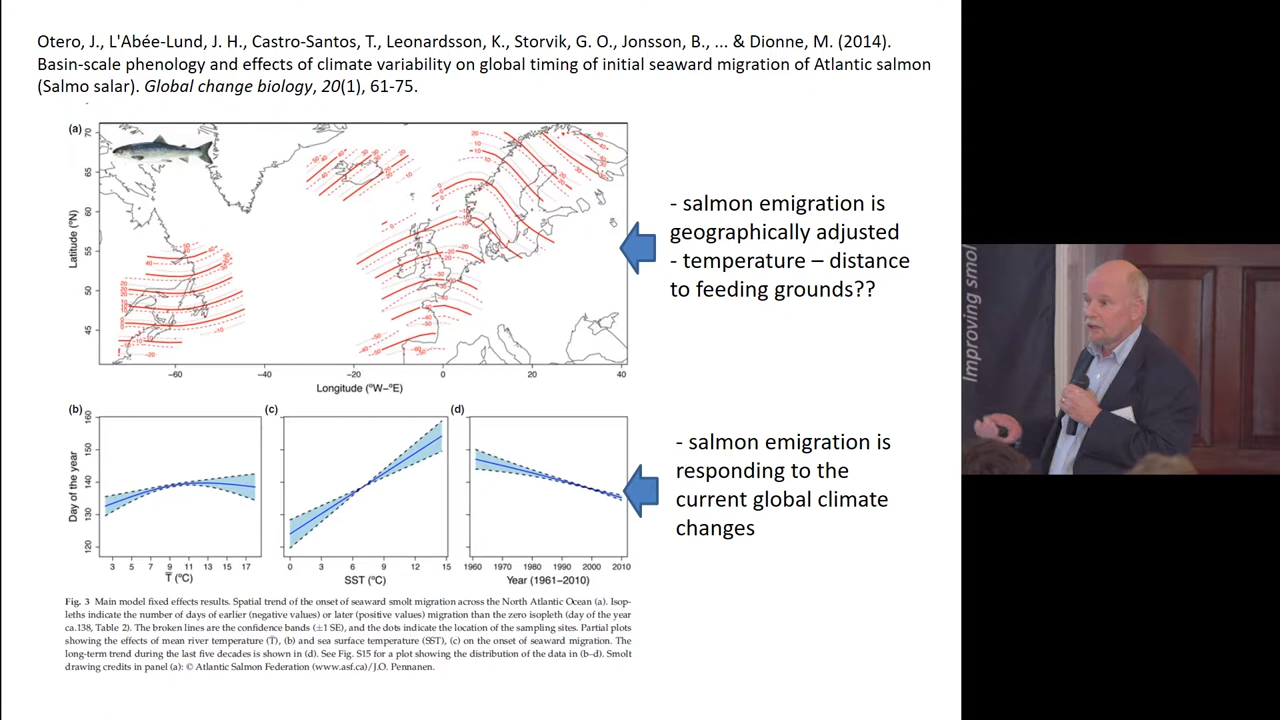 Otero, J., L'Abée-Lund, J. H., Castro-Santos, T., Leonardsson, K., Storvik, G. O., Jonsson, B., ... & Dionne, M. (2014).
Basin-scale phenology and effects of climate variability on global timing of initial seaward migration of Atlantic salmon
(Salmo salar). Global change biology, 20(1), 61-75.
(a)
70
65
60
55
50
45
Latitude (°N)
−60 −40 −20 0 20 40
Longitude (°W−°E)
- salmon emigration is
geographically adjusted
- temperature – distance
to feeding grounds??
(b) (c) (d)
160
150
140
130
120
Day of the year
3 5 7 9 11 13 15 17
T̄ (°C)
0 3 6 9 12 15
SST (°C)
1960 1970 1980 1990 2000 2010
Year (1961−2010)
- salmon emigration is
responding to the
current global climate
changes
Fig. 3 Main model fixed effects results. Spatial trend of the onset of seaward smolt migration across the North Atlantic Ocean (a). Isop-
leths indicate the number of days of earlier (negative values) or later (positive values) migration than the zero isopleth (day of the year
ca.138, Table 2). The broken lines are the confidence bands (±1 SE), and the dots indicate the location of the sampling sites. Partial plots
showing the effects of mean river temperature (T̄), (b) and sea surface temperature (SST), (c) on the onset of seaward migration. The
long-term trend during the last five decades is shown in (d). See Fig. S15 for a plot showing the distribution of the data in (b–d). Smolt
drawing credits in panel (a): © Atlantic Salmon Federation (www.asf.ca)/J.O. Pennanen.
Improving smol